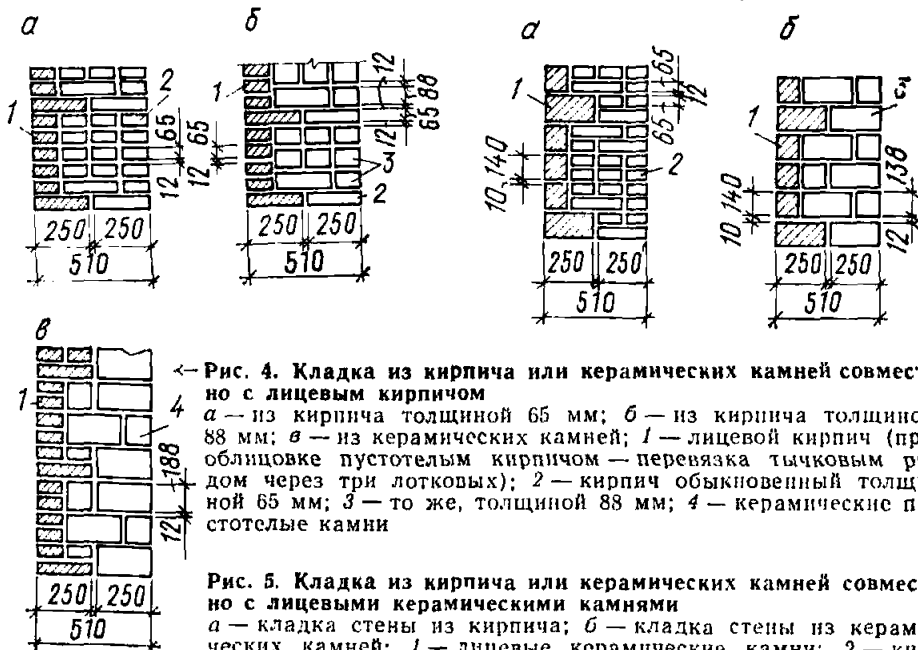 а
б
а
б
1
2
65
12
250
250
510
1
65
12
12
88
65
12
3
2
250
250
510
1
140
10
65
12
65
2
250
250
510
1
140
10
138
12
250
250
510
в
1
4
188
12
250
250
510
Рис. 4. Кладка из кирпича или керамических камней совмест
но с лицевым кирпичом
а — из кирпича толщиной 65 мм; б — из кирпича толщино
88 мм; в — из керамических камней; 1 — лицевой кирпич (пр
облицовке пустотелым кирпичом — перевязка тычковым р
дом через три лотковых); 2 — кирпич обыкновенный толщ
ной 65 мм; 3 — то же, толщиной 88 мм; 4 — керамические п
стотелые камни
Рис. 5. Кладка из кирпича или керамических камней совмес
но с лицевыми керамическими камнями
а — кладка стены из кирпича; б — кладка стены из керам
ческих камней; 1 — лицевые керамические камни; 2 — ки